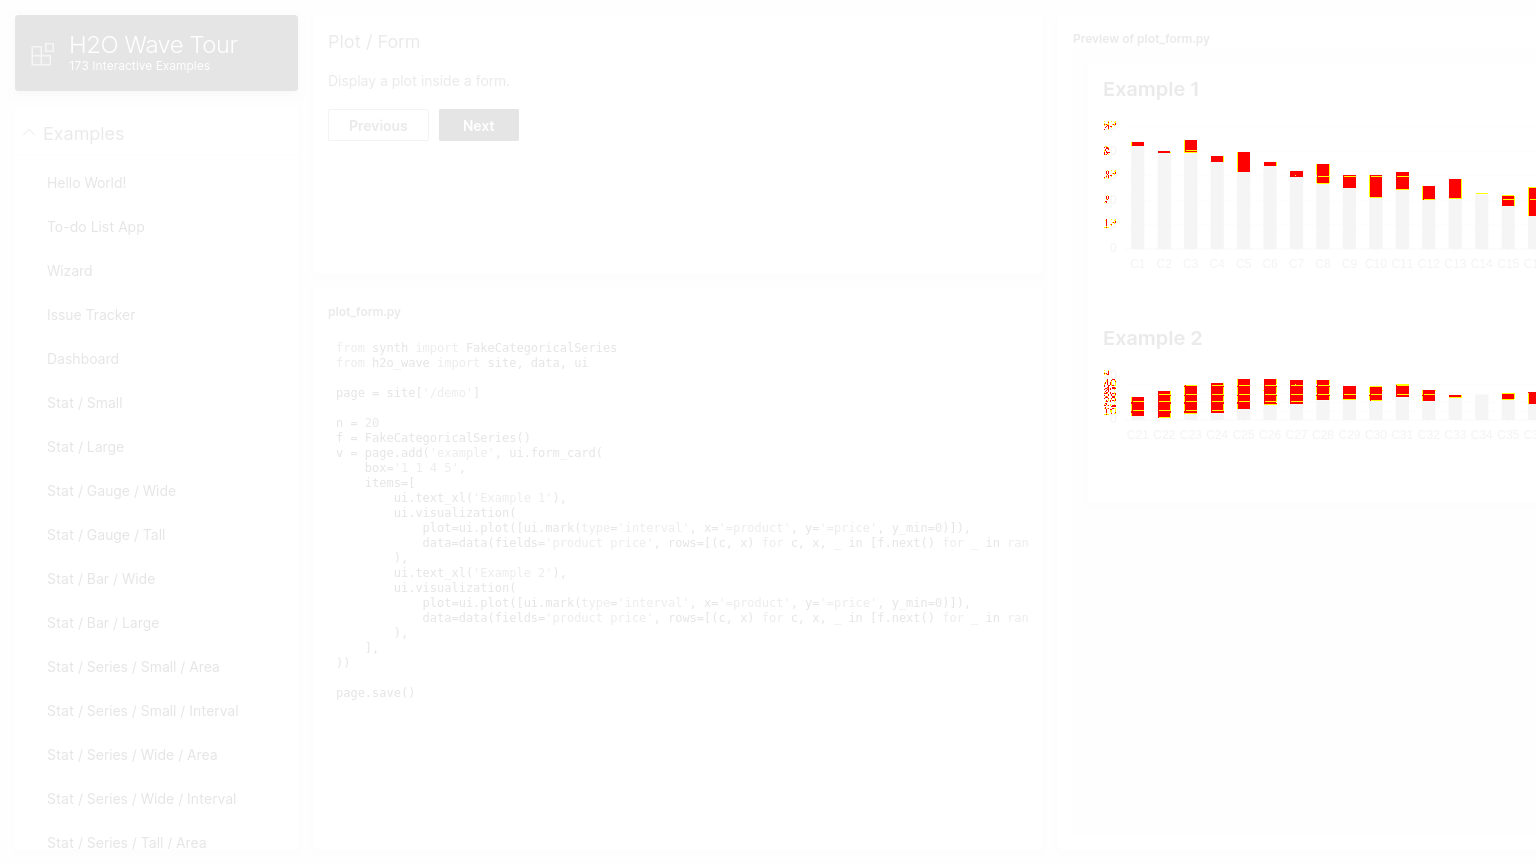 H2O Wave Tour
173 Interactive Examples
Examples
Hello World!
To-do List App
Wizard
Issue Tracker
Dashboard
Stat / Small
Stat / Large
Stat / Gauge / Wide
Stat / Gauge / Tall
Stat / Bar / Wide
Stat / Bar / Large
Stat / Series / Small / Area
Stat / Series / Small / Interval
Stat / Series / Wide / Area
Stat / Series / Wide / Interval
Stat / Series / Tall / Area
Plot / Form
Display a plot inside a form.
Previous Next
plot_form.py
from synth import FakeCategoricalSeries
from h2o_wave import site, data, ui
page = site['/demo']
n = 20
f = FakeCategoricalSeries()
v = page.add('example', ui.form_card(
box='1 1 4 5',
items=[
ui.text_xl('Example 1'),
ui.visualization(
plot=ui.plot([ui.mark(type='interval', x='=product', y='=price', y_min=0)]),
data=data(fields='product price', rows=[(c, x) for c, x, _ in [f.next() for _ in ran
),
ui.text_xl('Example 2'),
ui.visualization(
plot=ui.plot([ui.mark(type='interval', x='=product', y='=price', y_min=0)]),
data=data(fields='product price', rows=[(c, x) for c, x, _ in [f.next() for _ in ran
),
],
))
page.save()
Preview of plot_form.py
Example 1
0
C1 C2 C3 C4 C5 C6 C7 C8 C9 C10 C11 C12 C13 C14 C15 C1
Example 2
C21 C22 C23 C24 C25 C26 C27 C28 C29 C30 C31 C32 C33 C34 C35 C3